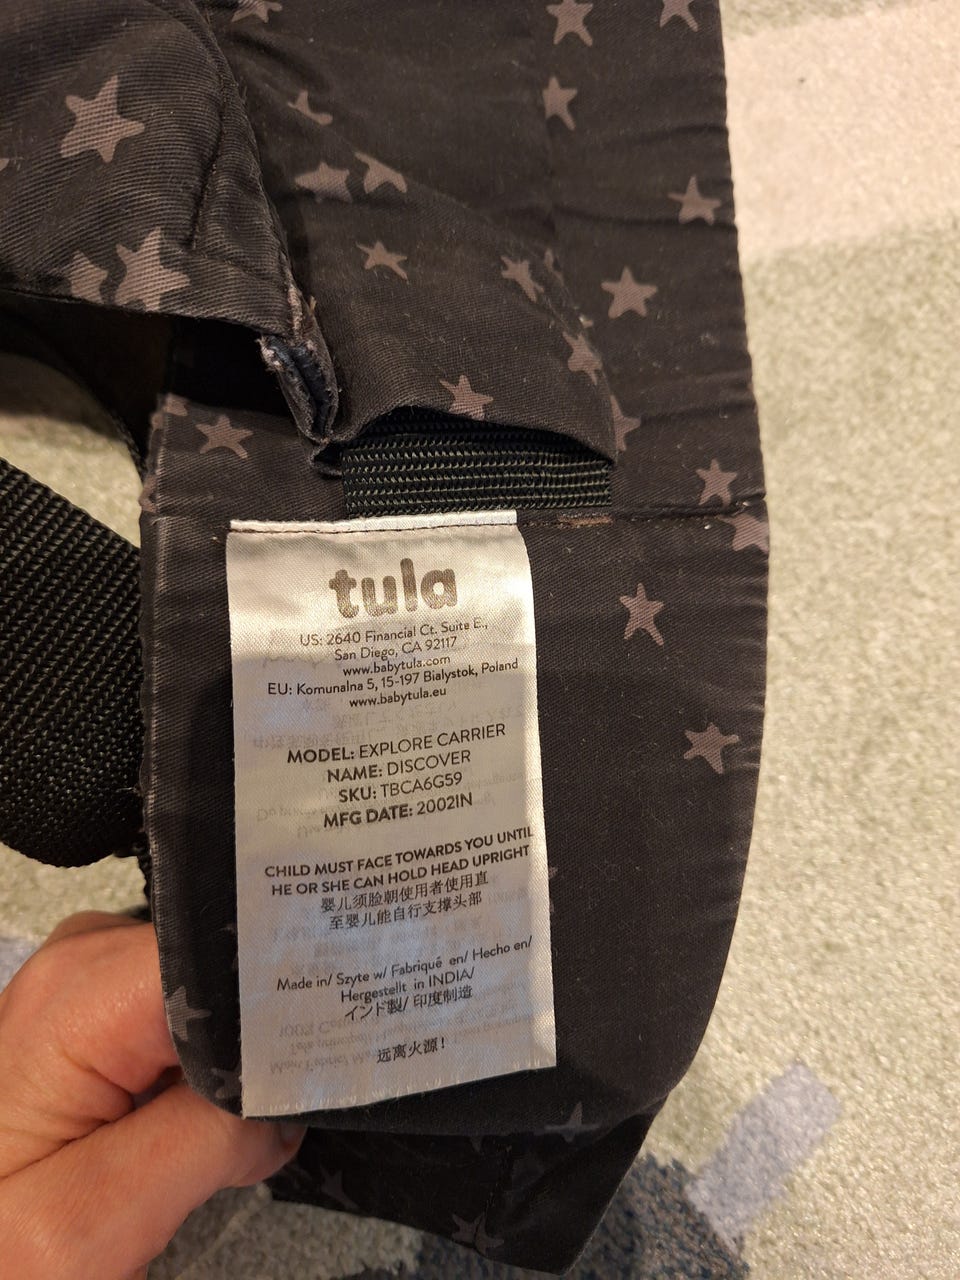 tula
US: 2640 Financial Ct. Suite E.,
San Diego, CA 92117
www.babytula.com
EU: Komunalna 5, 15-197 Bialystok, Poland
www.babytula.eu
MODEL: EXPLORE CARRIER
NAME: DISCOVER
SKU: TBCA6G59
MFG DATE: 2002IN
CHILD MUST FACE TOWARDS YOU UNTIL
HE OR SHE CAN HOLD HEAD UPRIGHT
婴儿须脸朝使用者使用直
至婴儿能自行支撑头部
Made in/ Szyte w/ Fabriqué en/ Hecho en/
Hergestellt in INDIA/
インド製/ 印度制造
远离火源!